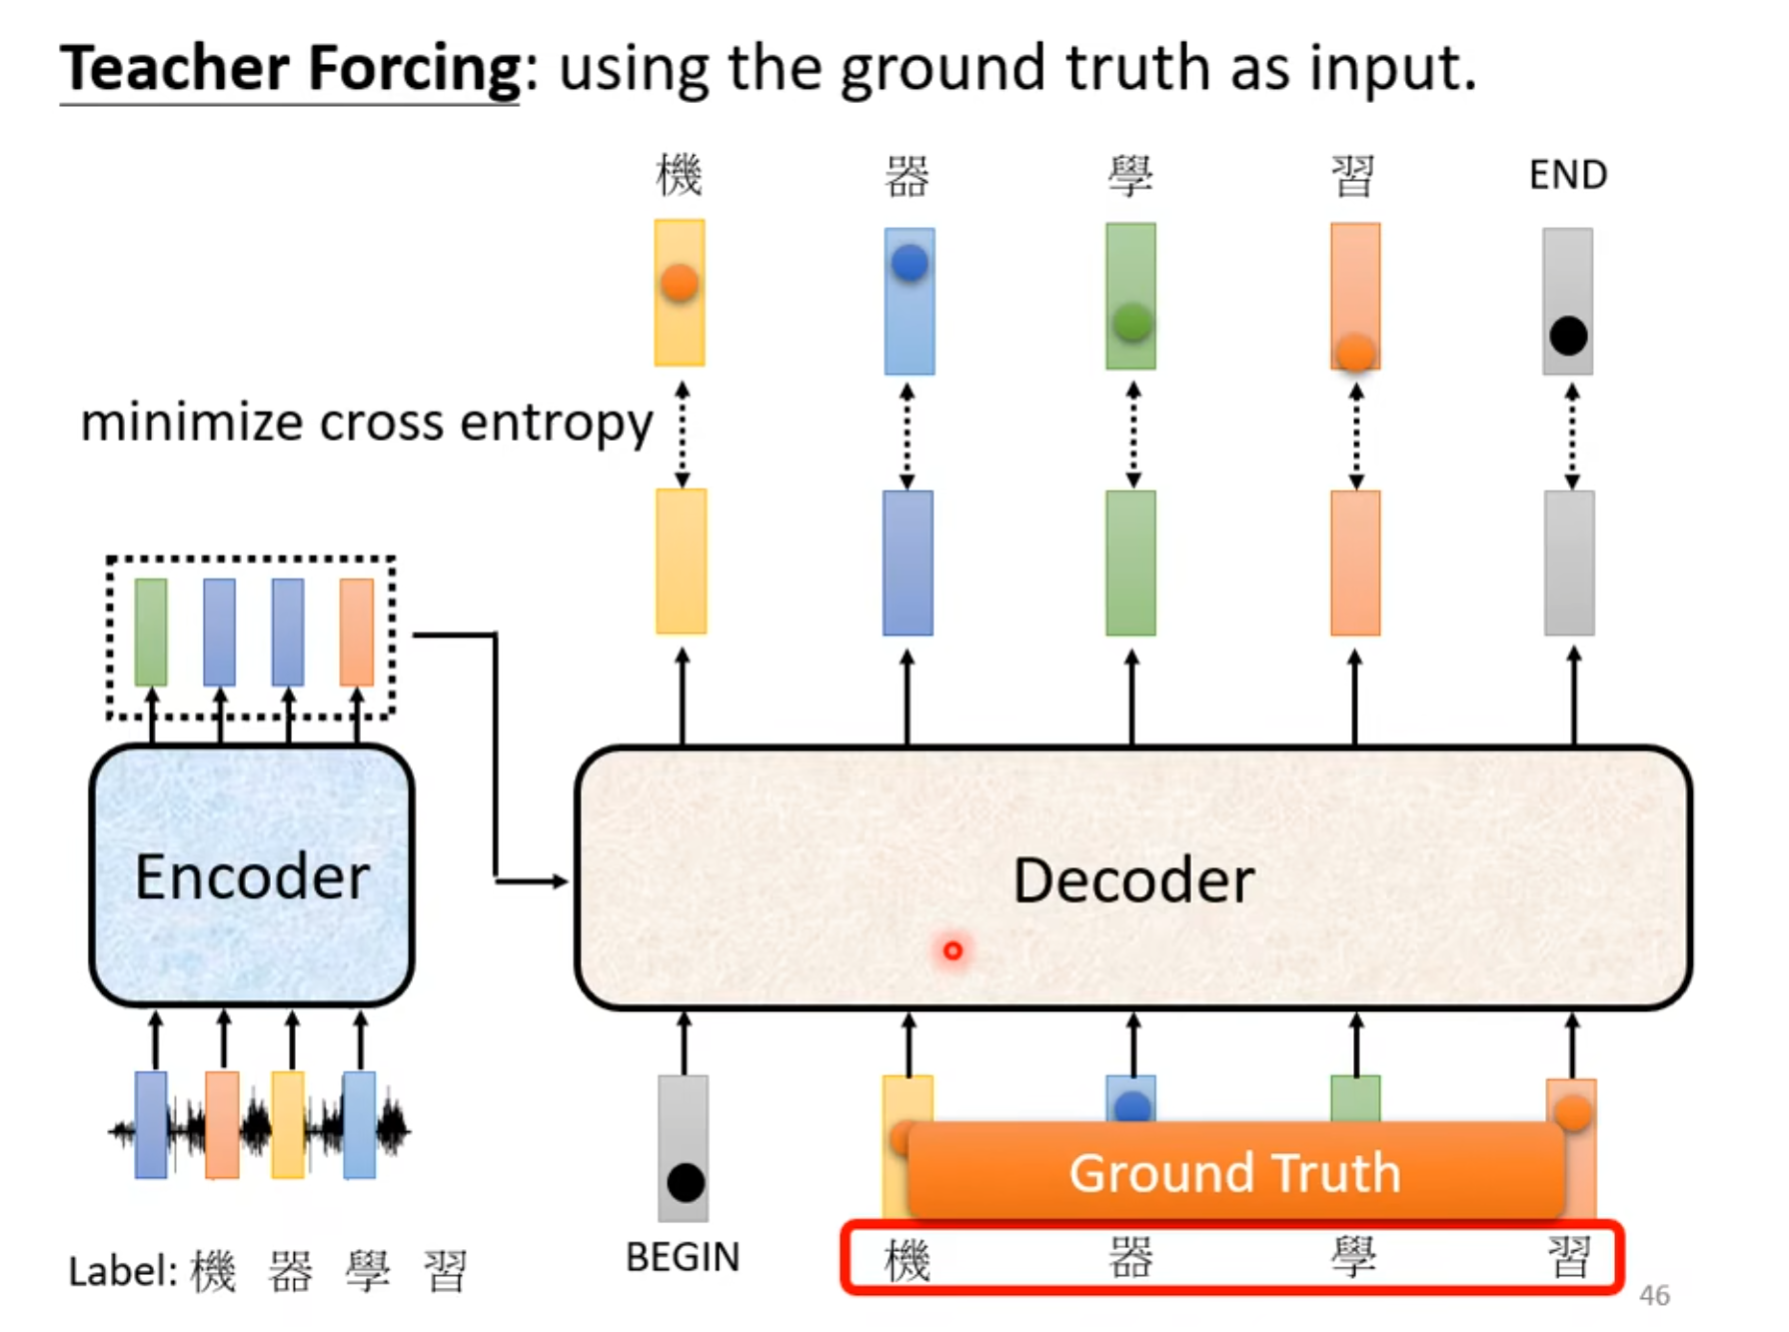 Teacher Forcing: using the ground truth as input.
機 器 學 習 END
minimize cross entropy
Encoder
Decoder
Ground Truth
BEGIN
機 器 學 習
Label: 機 器 學 習
46